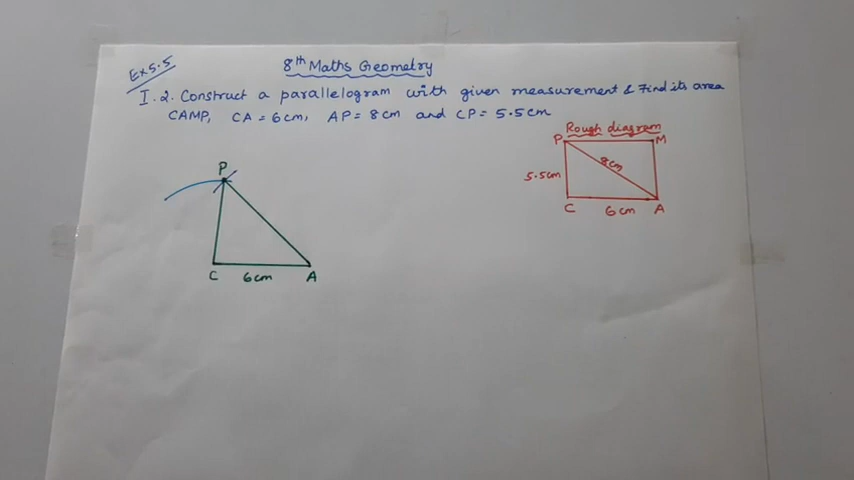 Ex 5.5
8th Maths Geometry
I. 2. Construct a parallelogram with given measurement & Find its area
CAMP, CA = 6cm, AP = 8cm and CP = 5.5cm
Rough diagram
P M
8cm
5.5cm
C 6cm A
P
C 6cm A